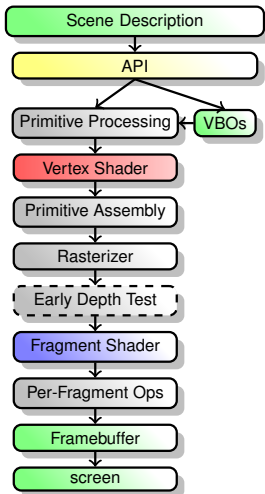 Scene Description
API
Primitive Processing
VBOs
Vertex Shader
Primitive Assembly
Rasterizer
Early Depth Test
Fragment Shader
Per-Fragment Ops
Framebuffer
screen